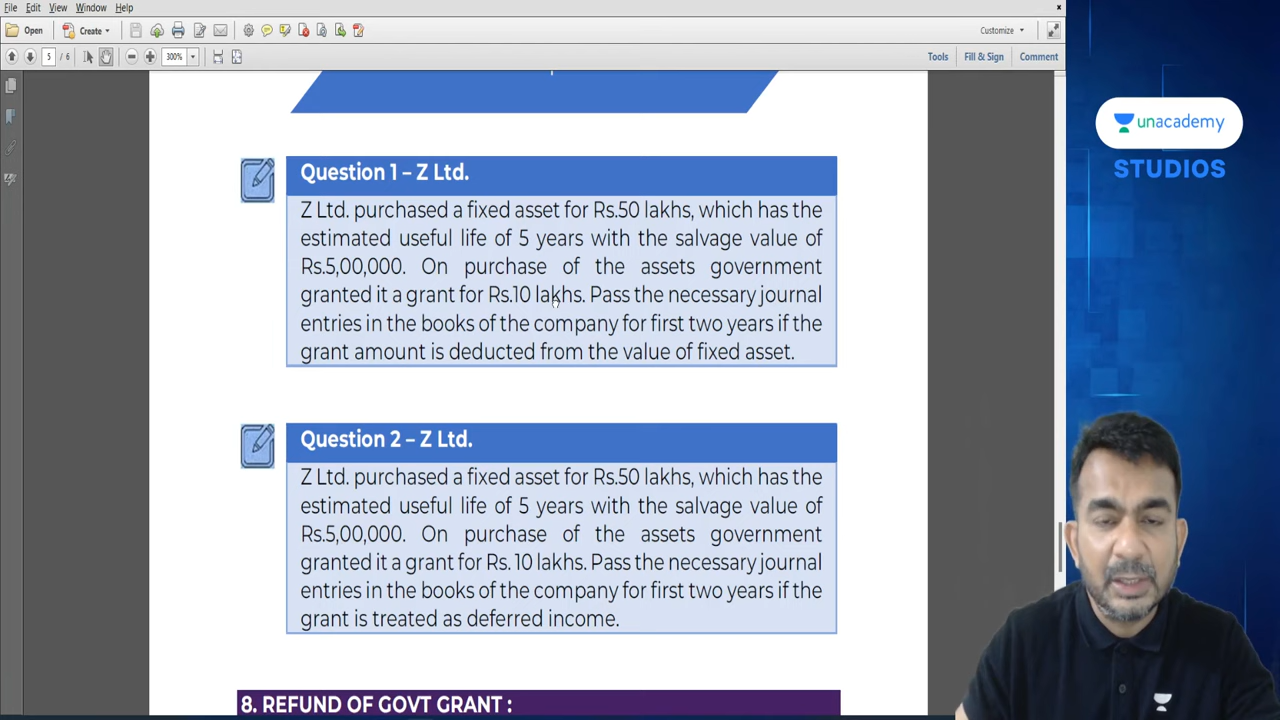 File Edit View Window Help
Open Create Customize
5 / 6 300% Tools Fill & Sign Comment
unacademy
STUDIOS
Question 1 – Z Ltd.
Z Ltd. purchased a fixed asset for Rs.50 lakhs, which has the
estimated useful life of 5 years with the salvage value of
Rs.5,00,000. On purchase of the assets government
granted it a grant for Rs.10 lakhs. Pass the necessary journal
entries in the books of the company for first two years if the
grant amount is deducted from the value of fixed asset.
Question 2 – Z Ltd.
Z Ltd. purchased a fixed asset for Rs.50 lakhs, which has the
estimated useful life of 5 years with the salvage value of
Rs.5,00,000. On purchase of the assets government
granted it a grant for Rs. 10 lakhs. Pass the necessary journal
entries in the books of the company for first two years if the
grant is treated as deferred income.
8. REFUND OF GOVT GRANT :